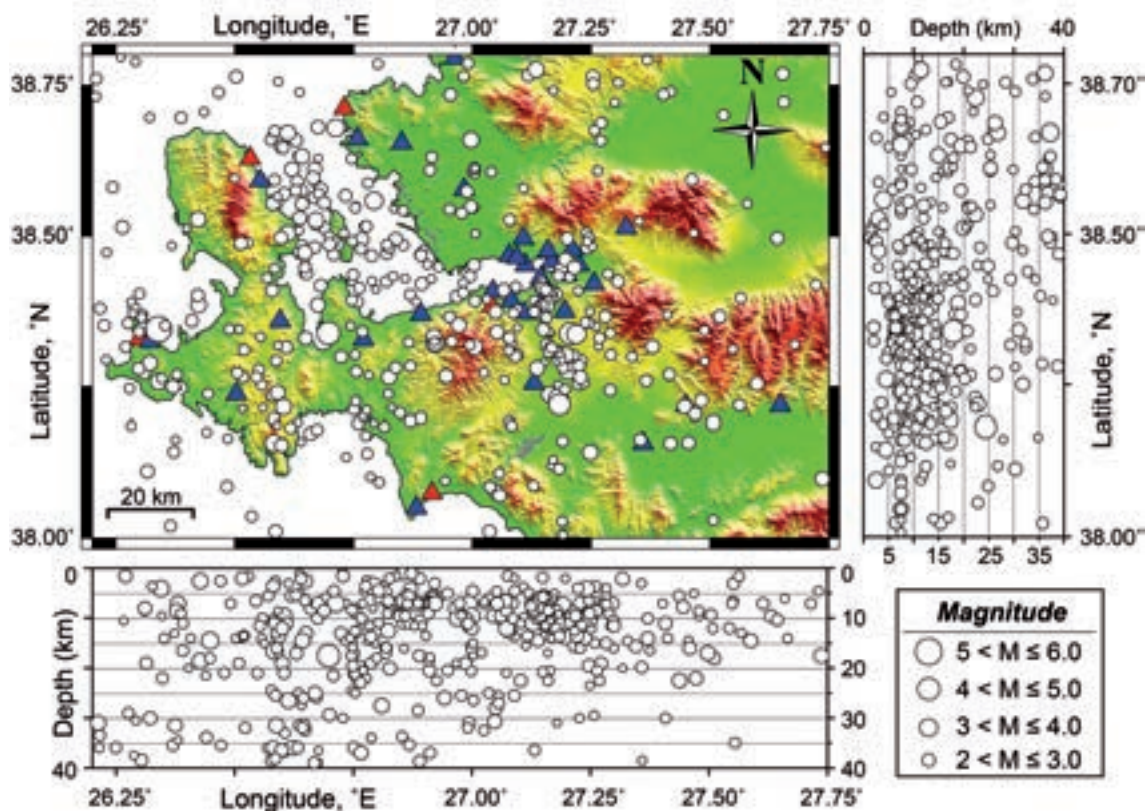 26.25° Longitude, °E 27.00° 27.25° 27.50° 27.75°
0 Depth (km) 40
38.75°
N
38.70°
38.50°
38.50°
Latitude, °N
Latitude, °N
20 km
38.00°
38.00°
5 15 25 35
0
10
20
30
40
Depth (km)
0
10
20
30
40
26.25° Longitude, °E 27.00° 27.25° 27.50° 27.75°
Magnitude
5 < M ≤ 6.0
4 < M ≤ 5.0
3 < M ≤ 4.0
2 < M ≤ 3.0